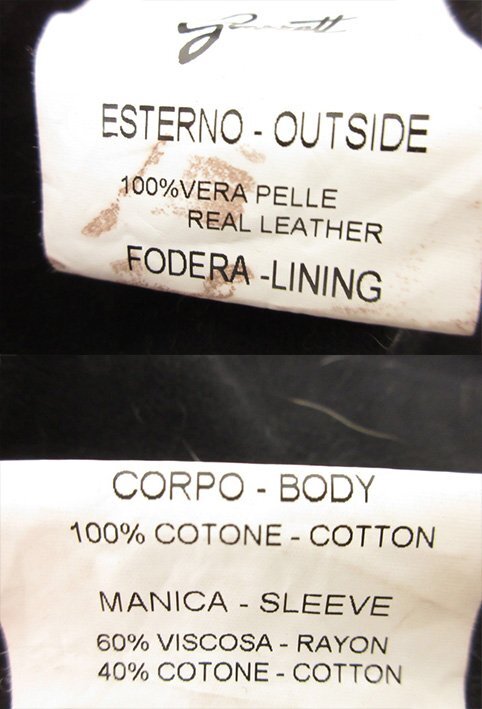 ESTERNO - OUTSIDE
100%VERA PELLE
REAL LEATHER
FODERA -LINING
CORPO - BODY
100% COTONE - COTTON
MANICA - SLEEVE
60% VISCOSA - RAYON
40% COTONE - COTTON